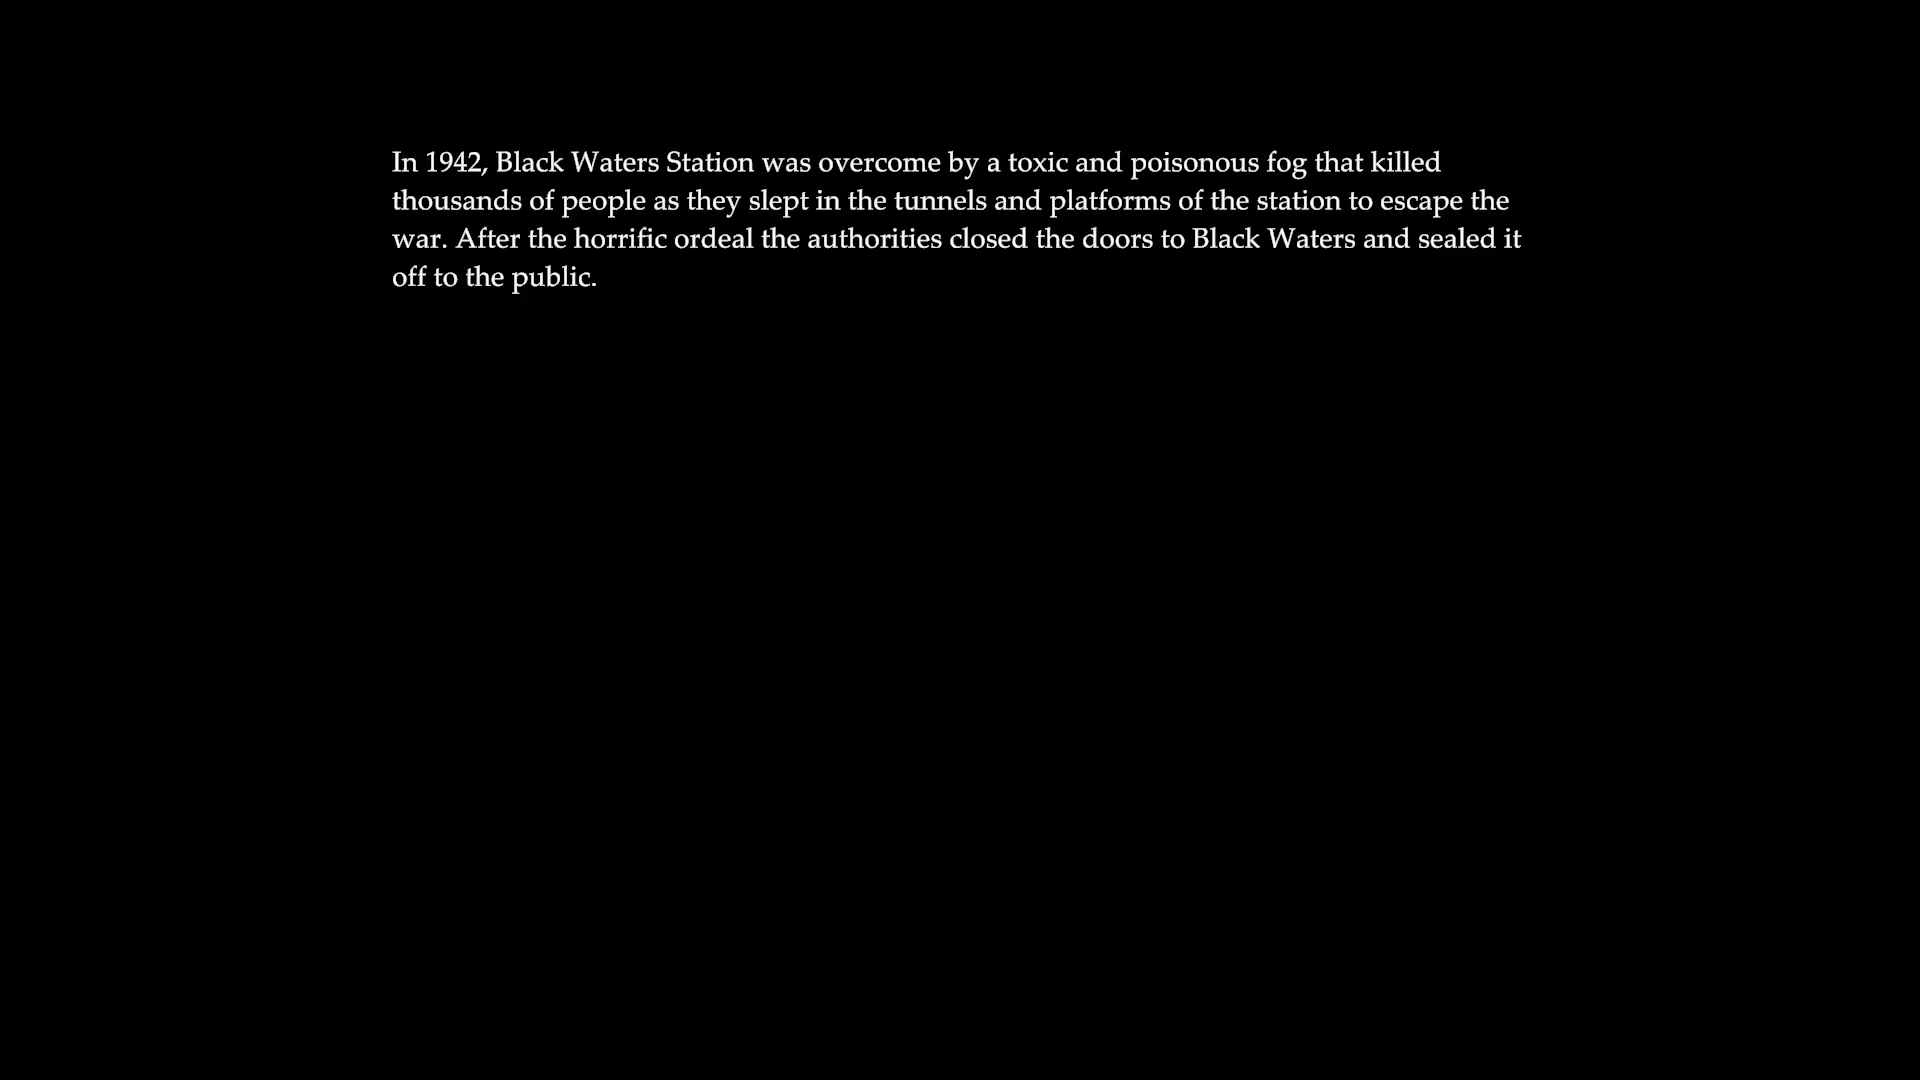 In 1942, Black Waters Station was overcome by a toxic and poisonous fog that killed
thousands of people as they slept in the tunnels and platforms of the station to escape the
war. After the horrific ordeal the authorities closed the doors to Black Waters and sealed it
off to the public.